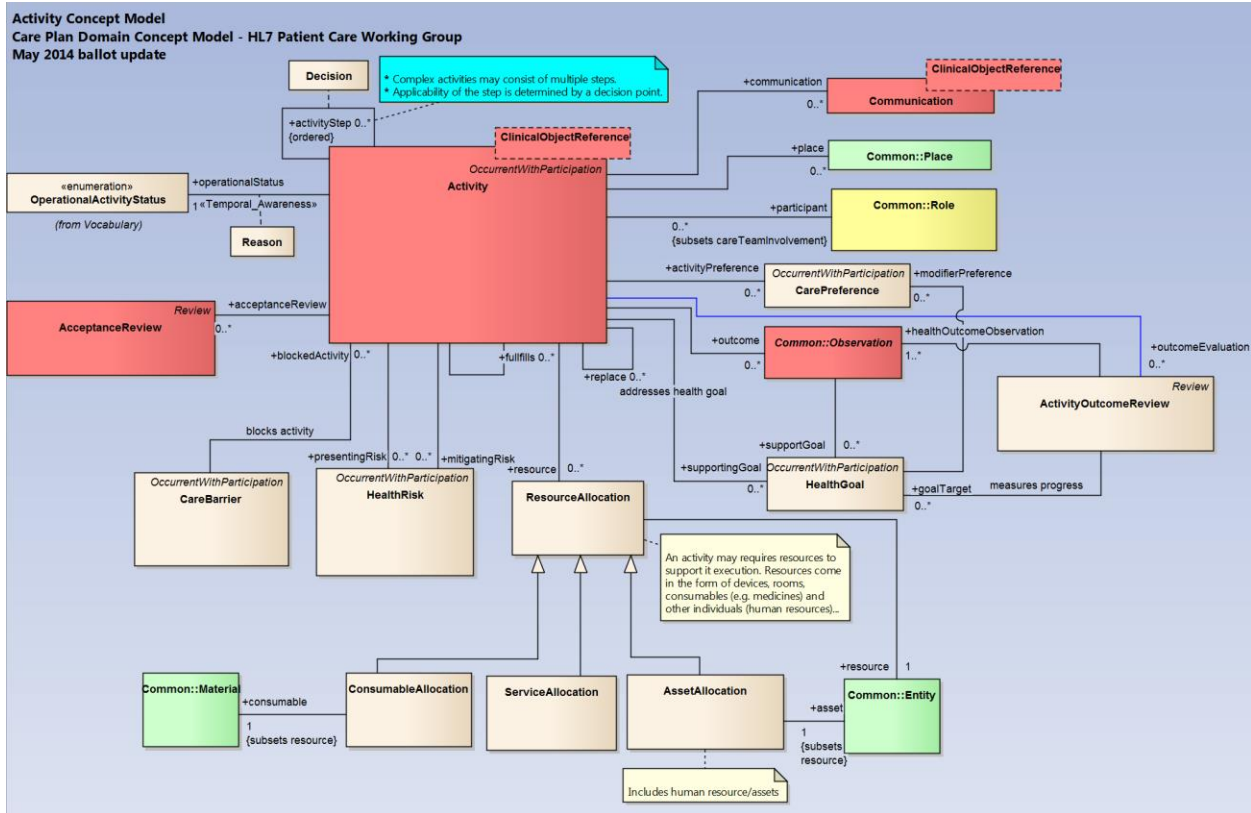 Activity Concept Model
Care Plan Domain Concept Model - HL7 Patient Care Working Group
May 2014 ballot update
Decision
* Complex activities may consist of multiple steps.
* Applicability of the step is determined by a decision point.
+activityStep 0..*
{ordered}
ClinicalObjectReference
OccurrentWithParticipation
Activity
+communication
0..*
ClinicalObjectReference
Communication
+place
0..*
Common::Place
+participant
0..*
{subsets careTeamInvolvement}
Common::Role
«enumeration»
OperationalActivityStatus
(from Vocabulary)
+operationalStatus
1 «Temporal_Awareness»
Reason
+activityPreference
0..*
OccurrentWithParticipation
CarePreference
+modifierPreference
0..*
Review
AcceptanceReview
+acceptanceReview
0..*
+outcome
0..*
Common::Observation
+healthOutcomeObservation
1..*
+outcomeEvaluation
0..*
Review
ActivityOutcomeReview
+blockedActivity 0..*
+fullfills 0..*
+replace 0..*
addresses health goal
blocks activity
+presentingRisk 0..*
0..* +mitigatingRisk
+resource 0..*
+supportGoal 0..*
+supportingGoal
0..*
OccurrentWithParticipation
HealthGoal
+goalTarget
0..*
measures progress
OccurrentWithParticipation
CareBarrier
OccurrentWithParticipation
HealthRisk
ResourceAllocation
An activity may requires resources to
support it execution. Resources come
in the form of devices, rooms,
consumables (e.g. medicines) and
other individuals (human resources)...
Common::Material
+consumable
1
{subsets resource}
ConsumableAllocation
ServiceAllocation
AssetAllocation
+asset
1
{subsets
resource}
+resource 1
Common::Entity
Includes human resource/assets